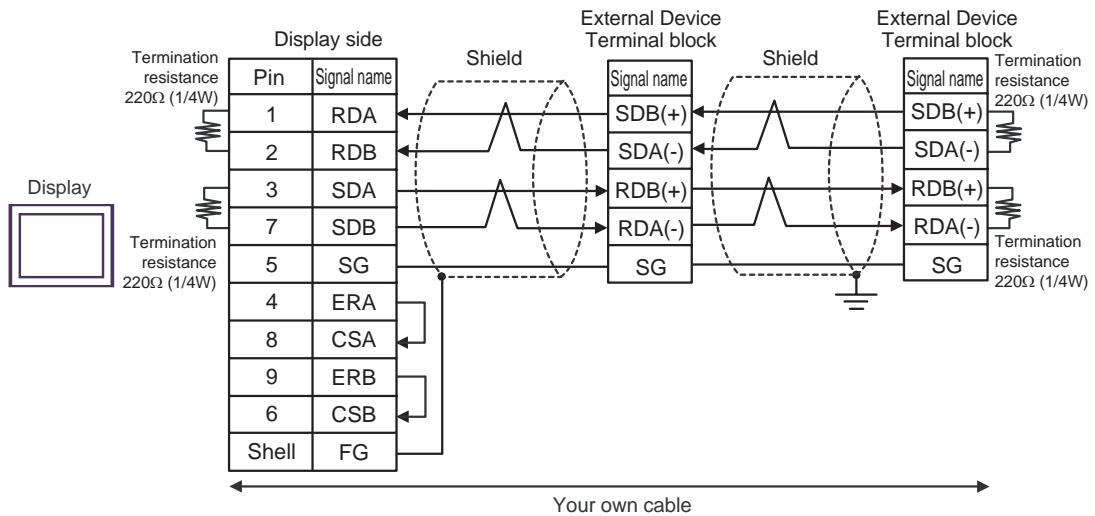 External Device
Terminal block
External Device
Terminal block
Display side
Shield
Shield
Termination
resistance
220Ω (1/4W)
Termination
resistance
220Ω (1/4W)
Pin Signal name
Signal name
Signal name
1 RDA SDB(+) SDB(+)
2 RDB SDA(-) SDA(-)
Display
3 SDA RDB(+) RDB(+)
7 SDB RDA(-) RDA(-)
5 SG SG SG
Termination
resistance
220Ω (1/4W)
Termination
resistance
220Ω (1/4W)
4 ERA
8 CSA
9 ERB
6 CSB
Shell FG
Your own cable